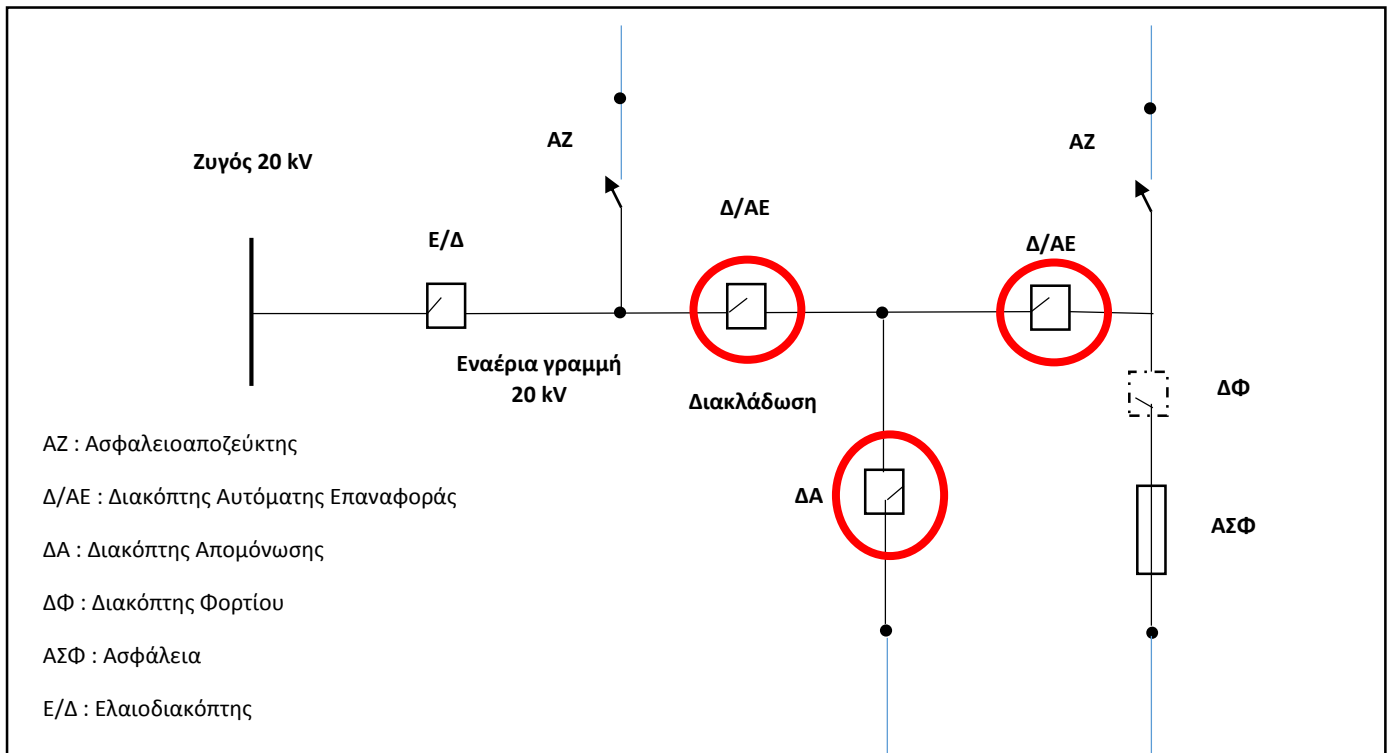 ΑΖ
ΑΖ
Ζυγός 20 kV
Δ/ΑΕ
Ε/Δ
Δ/ΑΕ
Εναέρια γραμμή
20 kV
Διακλάδωση
ΔΦ
ΔΑ
ΑΣΦ
ΑΖ : Ασφαλειοαποζεύκτης
Δ/ΑΕ : Διακόπτης Αυτόματης Επαναφοράς
ΔΑ : Διακόπτης Απομόνωσης
ΔΦ : Διακόπτης Φορτίου
ΑΣΦ : Ασφάλεια
Ε/Δ : Ελαιοδιακόπτης